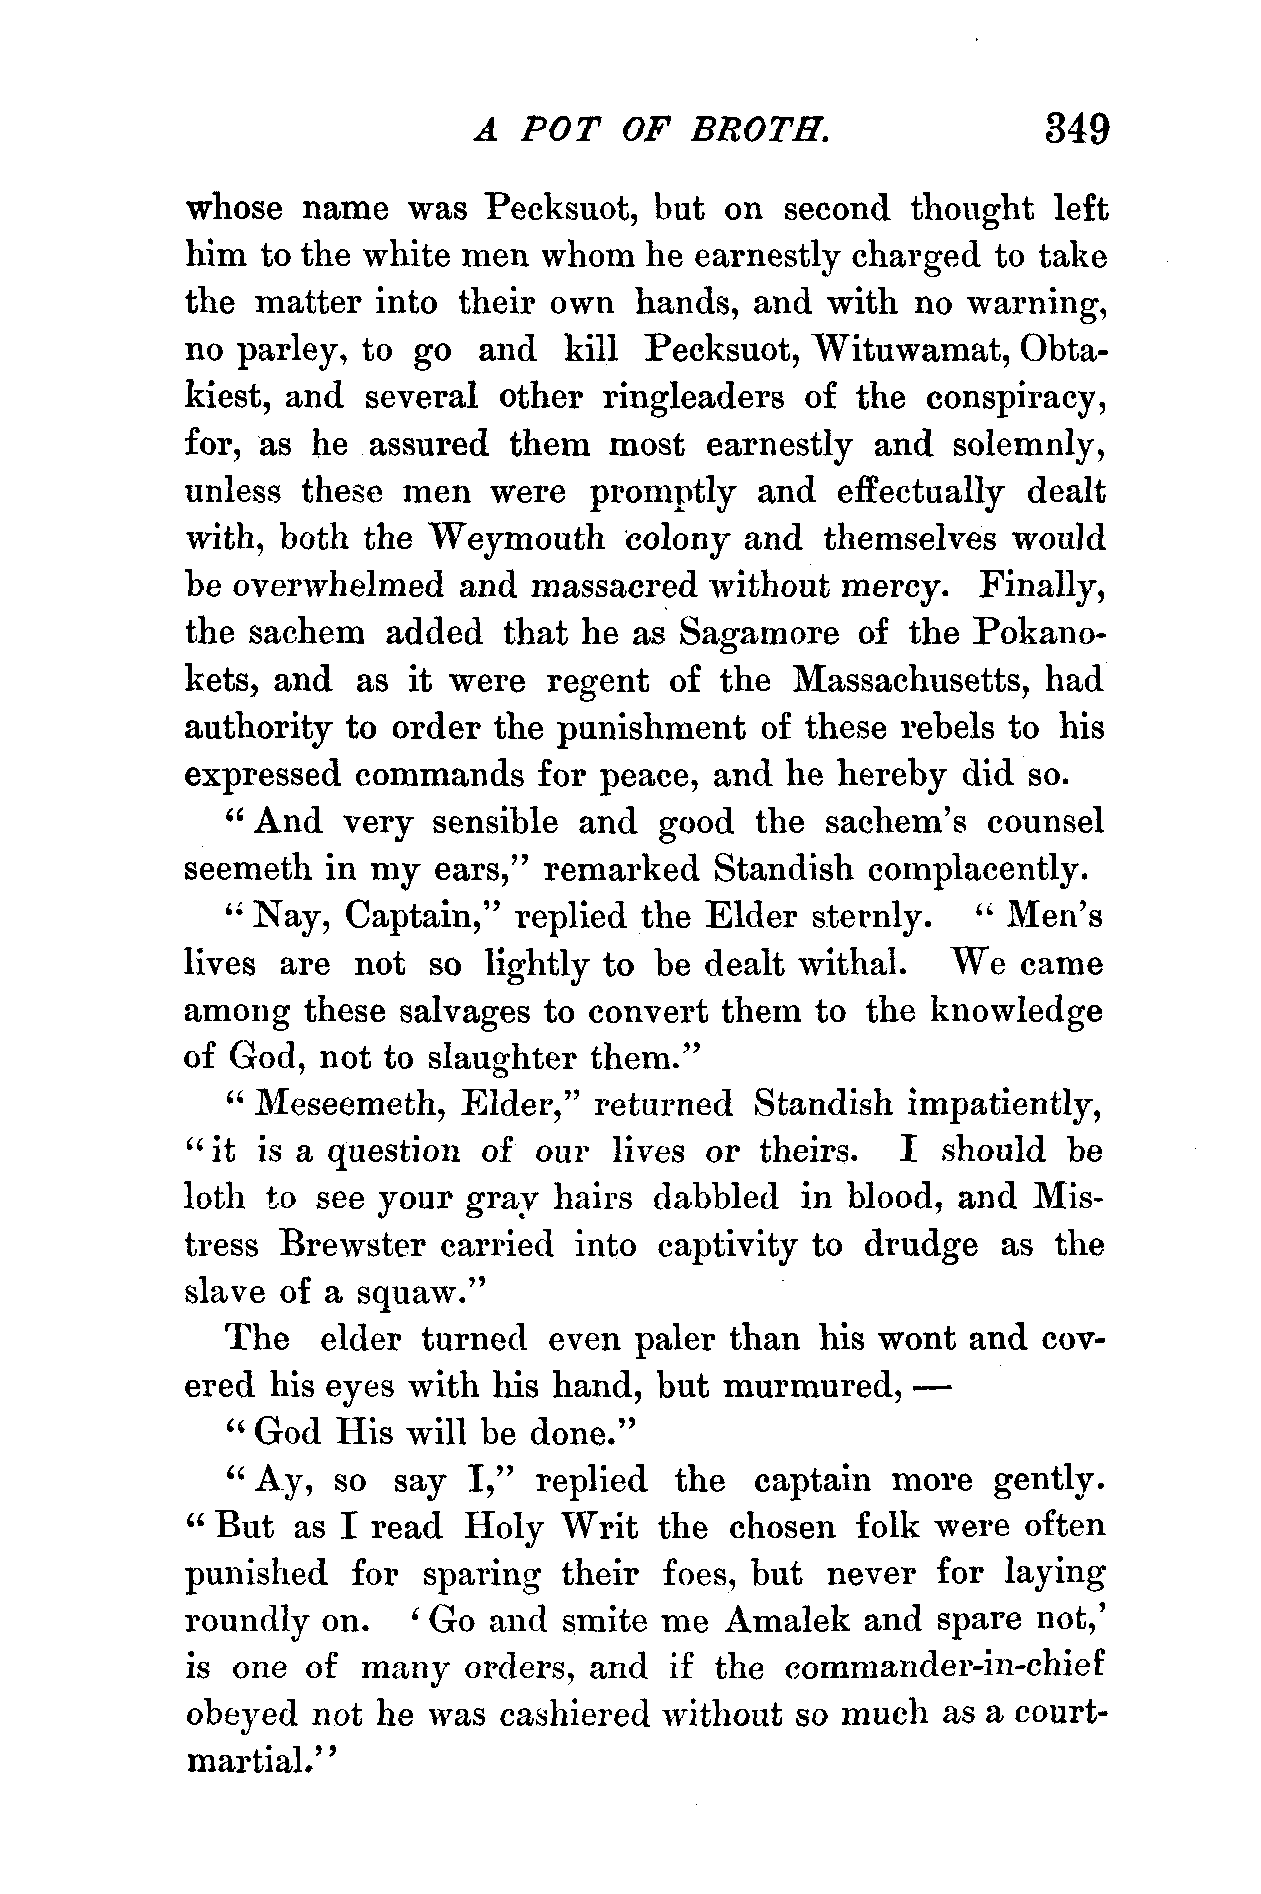 A POT OF BROTH. 349
whose name was Pecksuot, but on second thought left
him to the white men whom he earnestly charged to take
the matter into their own hands, and with no warning,
no parley, to go and kill Pecksuot, Wituwamat, Obta-
kiest, and several other ringleaders of the conspiracy,
for, as he assured them most earnestly and solemnly,
unless these men were promptly and effectually dealt
with, both the Weymouth colony and themselves would
be overwhelmed and massacred without mercy. Finally,
the sachem added that he as Sagamore of the Pokano-
kets, and as it were regent of the Massachusetts, had
authority to order the punishment of these rebels to his
expressed commands for peace, and he hereby did so.
“And very sensible and good the sachem's counsel
seemeth in my ears,” remarked Standish complacently.
“Nay, Captain,” replied the Elder sternly. “Men's
lives are not so lightly to be dealt withal. We came
among these salvages to convert them to the knowledge
of God, not to slaughter them.”
“Meseemeth, Elder,” returned Standish impatiently,
“it is a question of our lives or theirs. I should be
loth to see your gray hairs dabbled in blood, and Mis-
tress Brewster carried into captivity to drudge as the
slave of a squaw.”
The elder turned even paler than his wont and cov-
ered his eyes with his hand, but murmured, —
“God His will be done.”
“Ay, so say I,” replied the captain more gently.
“But as I read Holy Writ the chosen folk were often
punished for sparing their foes, but never for laying
roundly on. ‘Go and smite me Amalek and spare not,’
is one of many orders, and if the commander-in-chief
obeyed not he was cashiered without so much as a court-
martial.”